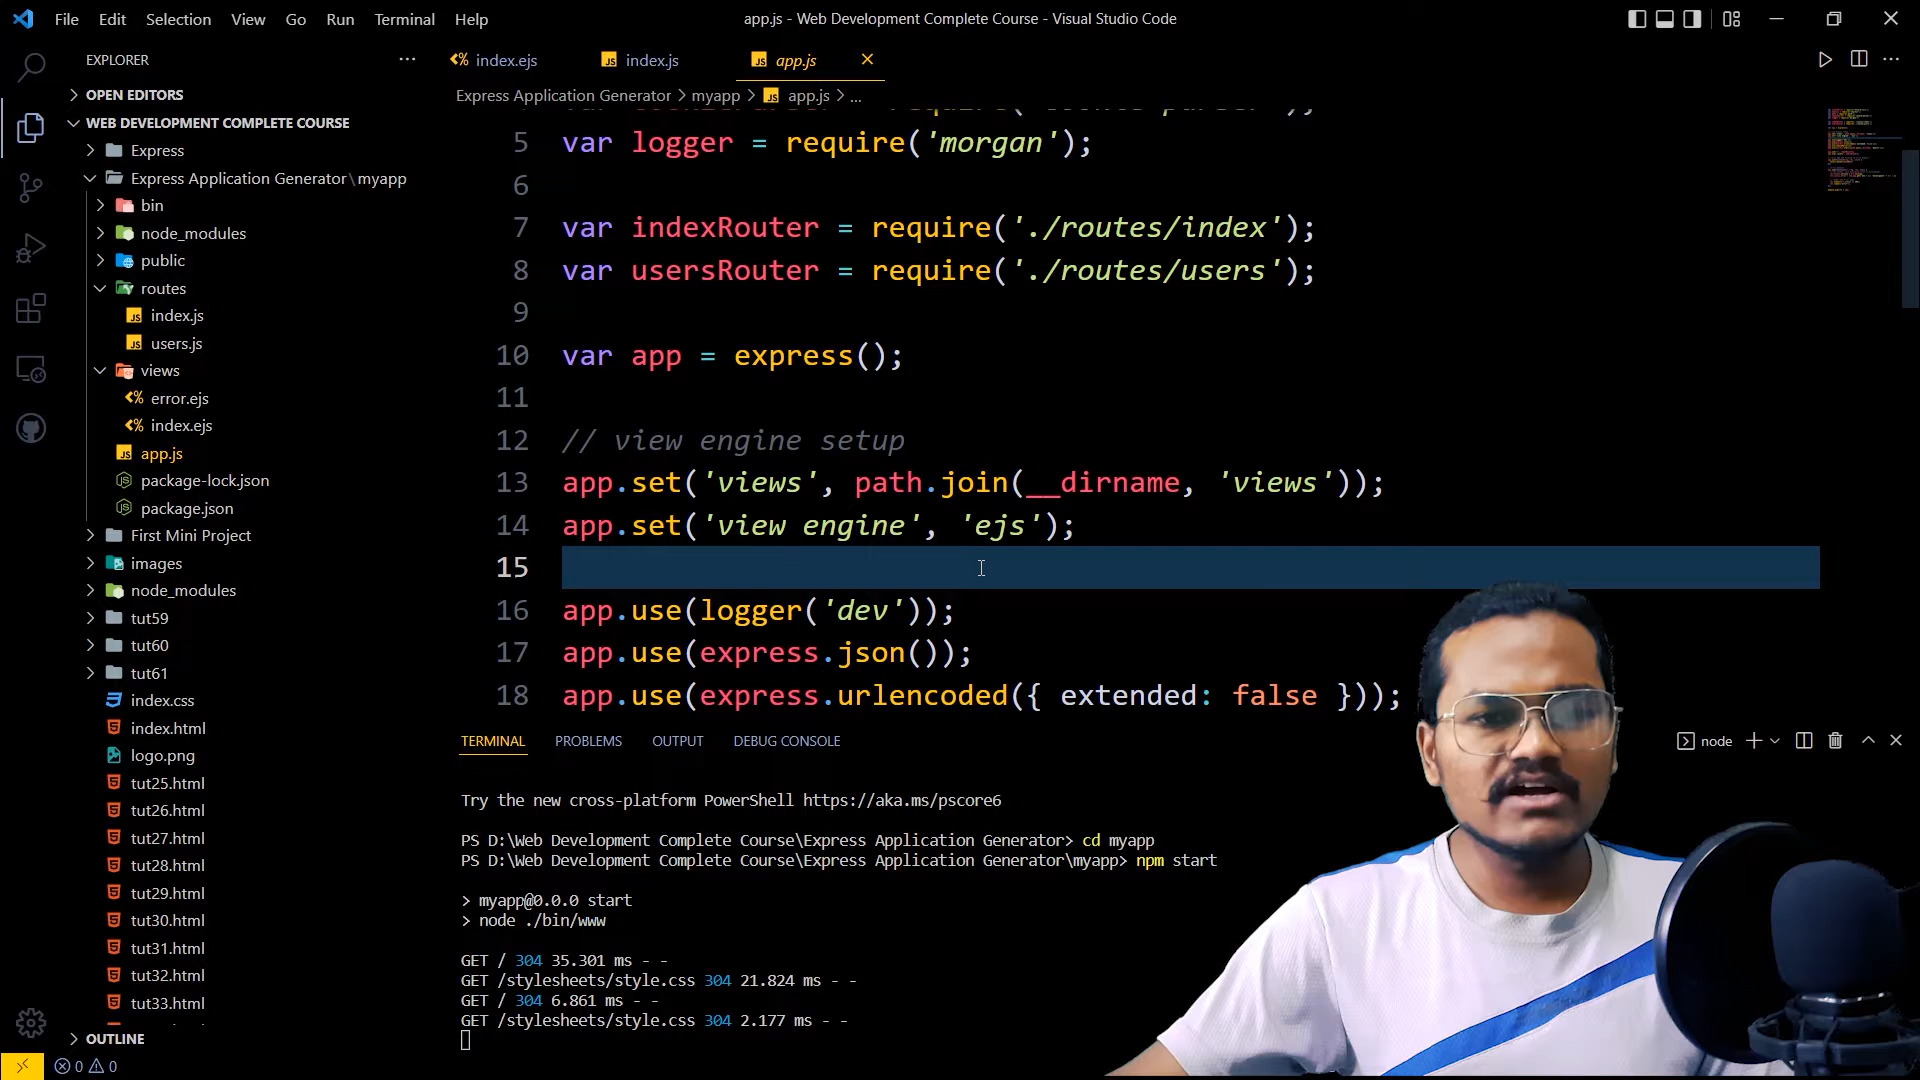 File Edit Selection View Go Run Terminal Help
app.js - Web Development Complete Course - Visual Studio Code
EXPLORER
OPEN EDITORS
WEB DEVELOPMENT COMPLETE COURSE
Express
Express Application Generator\myapp
bin
node_modules
public
routes
index.js
users.js
views
error.ejs
index.ejs
app.js
package-lock.json
package.json
First Mini Project
images
node_modules
tut59
tut60
tut61
index.css
index.html
logo.png
tut25.html
tut26.html
tut27.html
tut28.html
tut29.html
tut30.html
tut31.html
tut32.html
tut33.html
OUTLINE
0 0
index.ejs index.js app.js
Express Application Generator > myapp > app.js > ...
5 var logger = require('morgan');
6
7 var indexRouter = require('./routes/index');
8 var usersRouter = require('./routes/users');
9
10 var app = express();
11
12 // view engine setup
13 app.set('views', path.join(__dirname, 'views'));
14 app.set('view engine', 'ejs');
15
16 app.use(logger('dev'));
17 app.use(express.json());
18 app.use(express.urlencoded({ extended: false }));
TERMINAL PROBLEMS OUTPUT DEBUG CONSOLE
node
Try the new cross-platform PowerShell https://aka.ms/pscore6
PS D:\Web Development Complete Course\Express Application Generator> cd myapp
PS D:\Web Development Complete Course\Express Application Generator\myapp> npm start
> myapp@0.0.0 start
> node ./bin/www
GET / 304 35.301 ms - -
GET /stylesheets/style.css 304 21.824 ms - -
GET / 304 6.861 ms - -
GET /stylesheets/style.css 304 2.177 ms - -